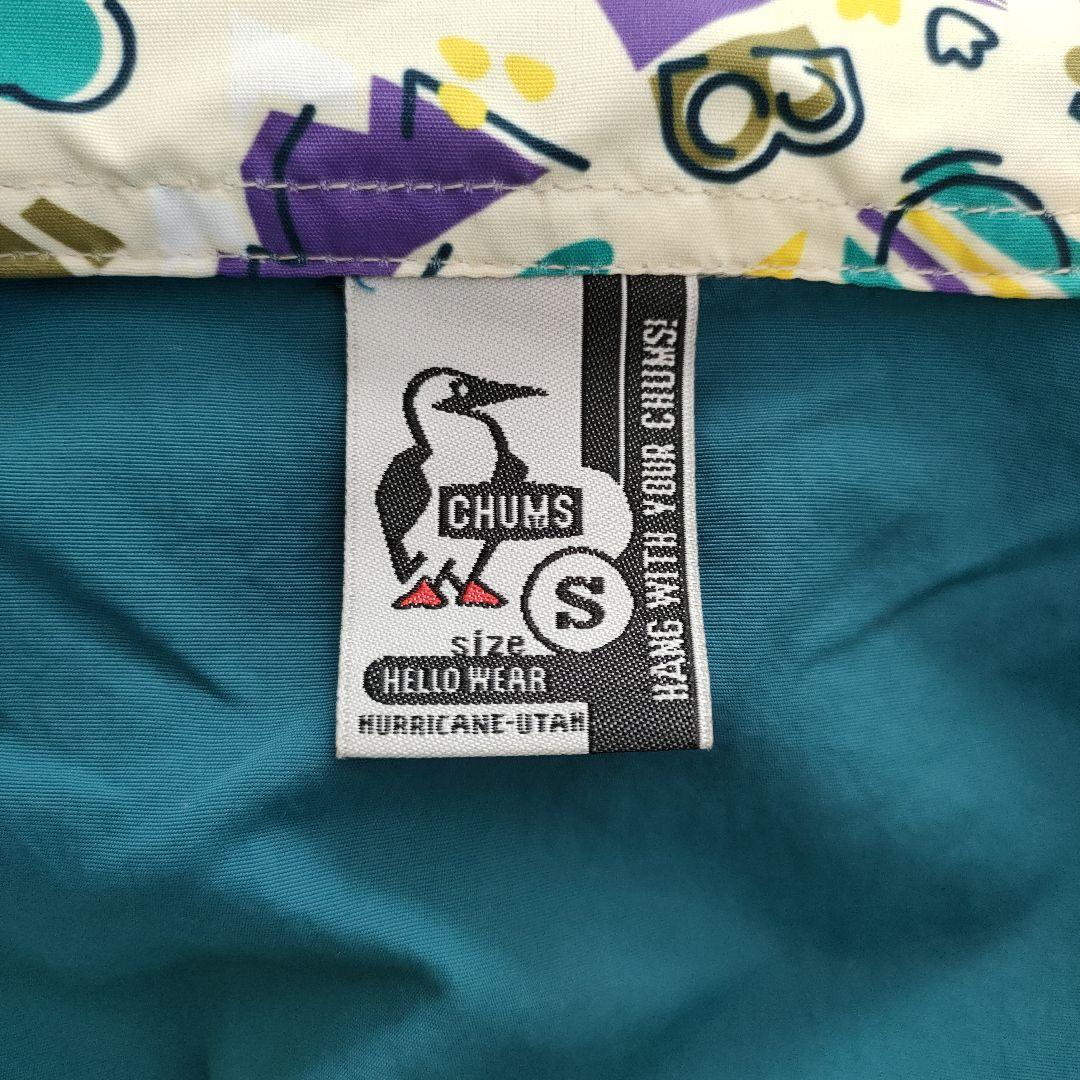 CHUMS
S
size
HELLO WEAR
HURRICANE-UTAH
HANG WITH YOUR CHUMS!